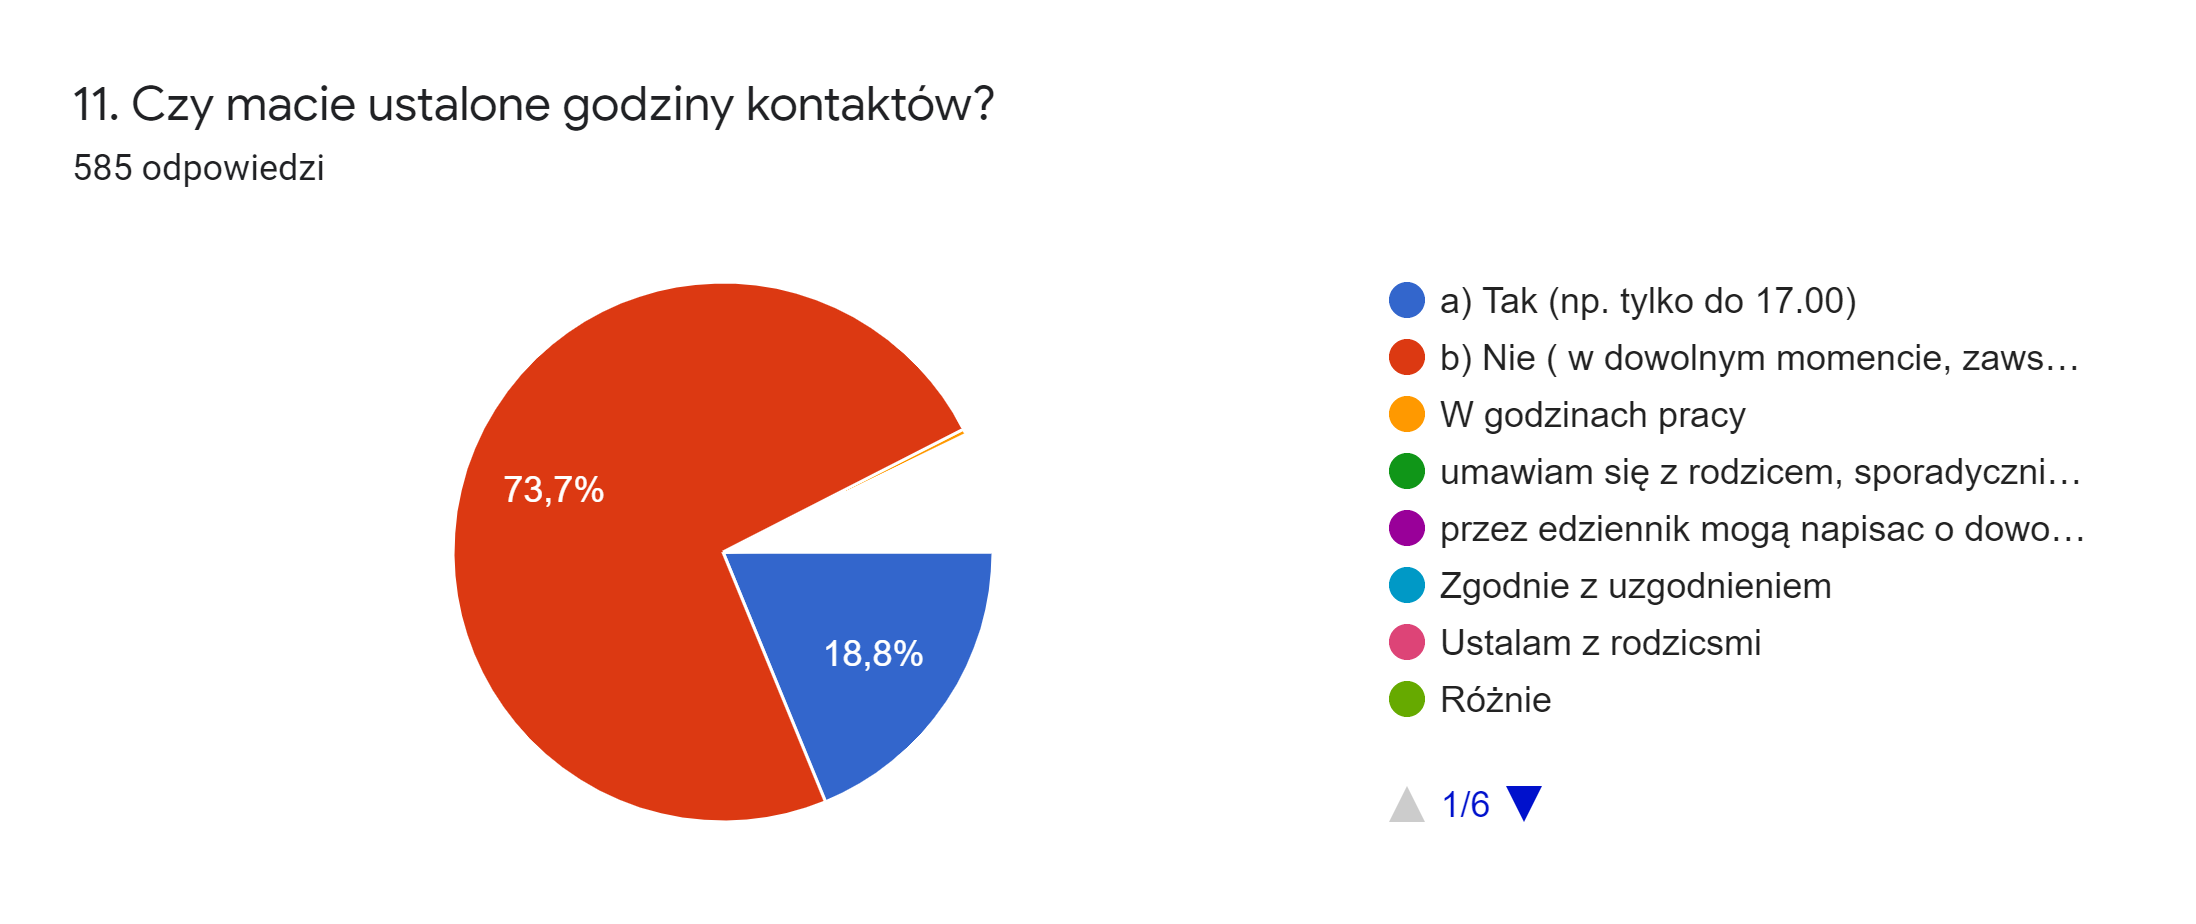 11. Czy macie ustalone godziny kontaktów?
585 odpowiedzi
73,7%
18,8%
a) Tak (np. tylko do 17.00)
b) Nie ( w dowolnym momencie, zaws…
W godzinach pracy
umawiam się z rodzicem, sporadyczni…
przez edziennik mogą napisac o dowo…
Zgodnie z uzgodnieniem
Ustalam z rodzicsmi
Różnie
1/6